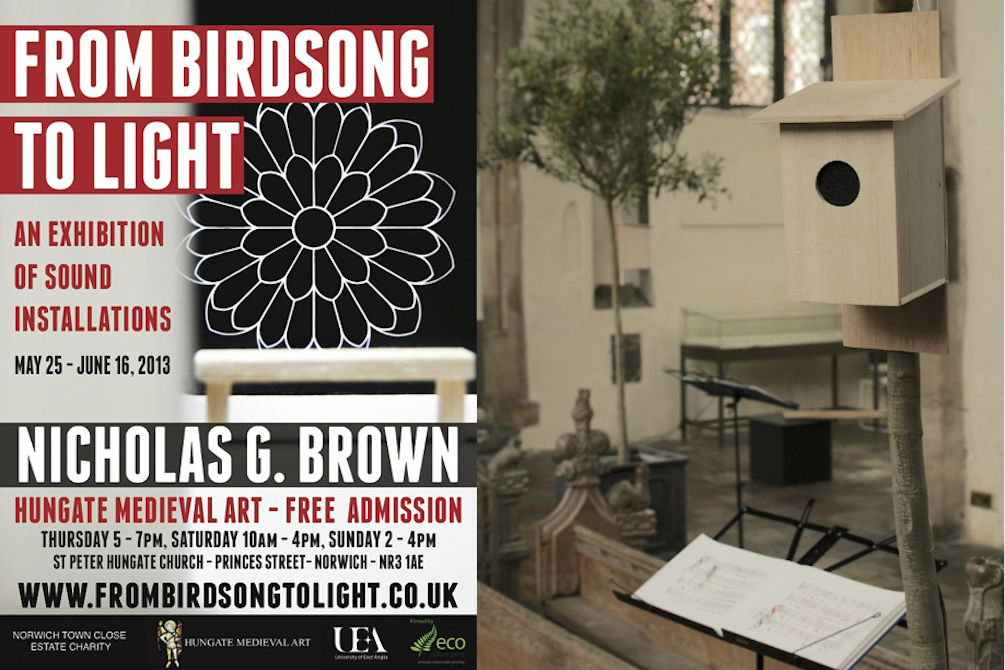 FROM BIRDSONG
TO LIGHT
AN EXHIBITION
OF SOUND
INSTALLATIONS
MAY 25 - JUNE 16, 2013
NICHOLAS G. BROWN
HUNGATE MEDIEVAL ART - FREE ADMISSION
THURSDAY 5 - 7PM, SATURDAY 10AM - 4PM, SUNDAY 2 - 4PM
ST PETER HUNGATE CHURCH - PRINCES STREET- NORWICH - NR3 1AE
WWW.FROMBIRDSONGTOLIGHT.CO.UK
NORWICH TOWN CLOSE
ESTATE CHARITY
HUNGATE MEDIEVAL ART
UEA
University of East Anglia
Printed by
eco